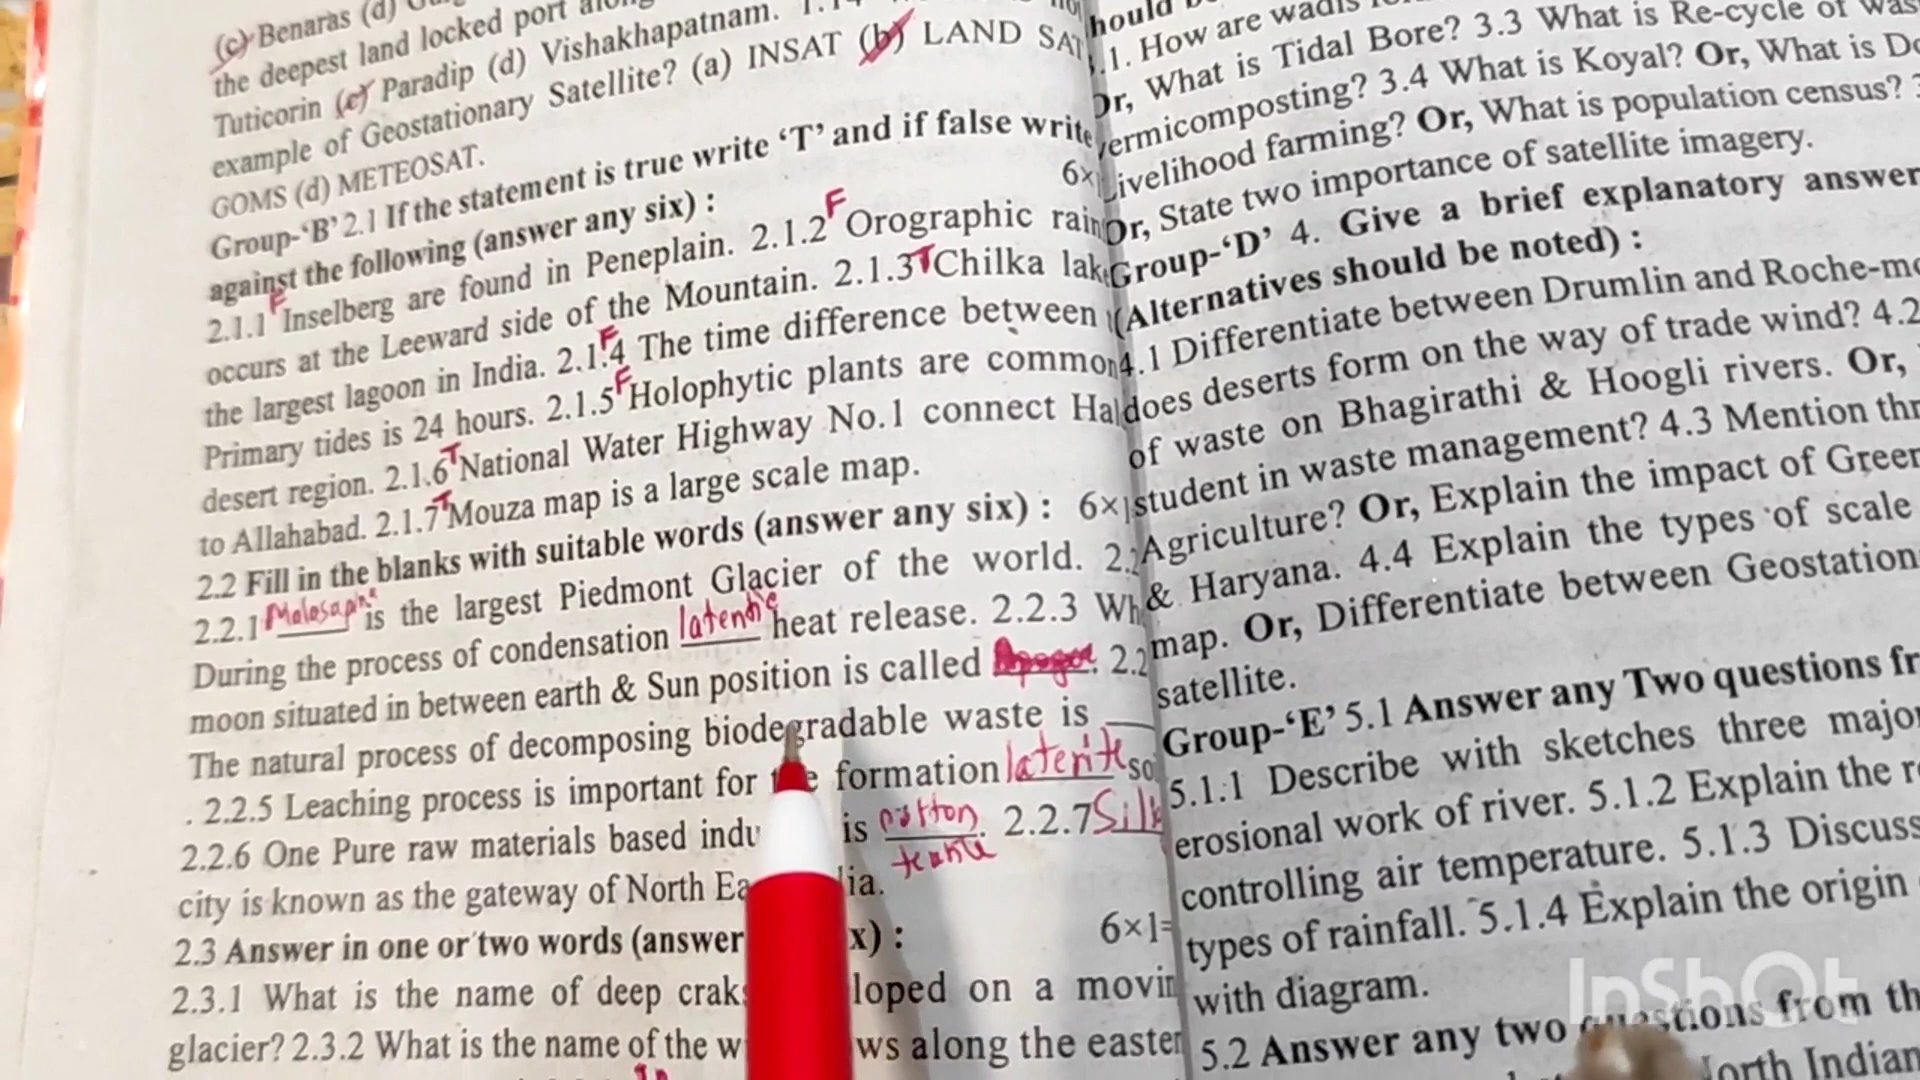 (c) Benaras (d)
the deepest land locked port
Tuticorin (c) Paradip (d) Vishakhapatnam.
example of Geostationary Satellite? (a) INSAT (b) LAND SAT
GOMS (d) METEOSAT.
Group-‘B’ 2.1 If the statement is true write ‘T’ and if false write
against the following (answer any six) : 6×
2.1.1 F Inselberg are found in Peneplain. 2.1.2 F Orographic rain
occurs at the Leeward side of the Mountain. 2.1.3 T Chilka lak
the largest lagoon in India. 2.1.4 F The time difference between
Primary tides is 24 hours. 2.1.5 F Holophytic plants are common
desert region. 2.1.6 T National Water Highway No.1 connect Hal
to Allahabad. 2.1.7 T Mouza map is a large scale map.
2.2 Fill in the blanks with suitable words (answer any six) : 6×1
2.2.1 is the largest Piedmont Glacier of the world. 2.2
During the process of condensation heat release. 2.2.3 Wh
moon situated in between earth & Sun position is called . 2.2
The natural process of decomposing biodegradable waste is ___
. 2.2.5 Leaching process is important for formation laterite so
2.2.6 One Pure raw materials based indu is 2.2.7 Silk
city is known as the gateway of North Ea dia.
2.3 Answer in one or two words (answer x) : 6×1=
2.3.1 What is the name of deep craks loped on a movin
glacier? 2.3.2 What is the name of the w ws along the easter
hould
.1. How are wadis
Or, What is Tidal Bore? 3.3 What is Re-cycle of was
vermicomposting? 3.4 What is Koyal? Or, What is Do
Livelihood farming? Or, What is population census?
Or, State two importance of satellite imagery.
Group-‘D’ 4. Give a brief explanatory answer
(Alternatives should be noted) :
4.1 Differentiate between Drumlin and Roche-mo
does deserts form on the way of trade wind? 4.2
of waste on Bhagirathi & Hoogli rivers. Or,
student in waste management? 4.3 Mention thr
Agriculture? Or, Explain the impact of Green
& Haryana. 4.4 Explain the types of scale
map. Or, Differentiate between Geostation
satellite.
Group-‘E’ 5.1 Answer any Two questions fr
5.1.1 Describe with sketches three major
erosional work of river. 5.1.2 Explain the r
controlling air temperature. 5.1.3 Discuss
types of rainfall. 5.1.4 Explain the origin
with diagram.
5.2 Answer any two questions from th
North Indian
InShOt